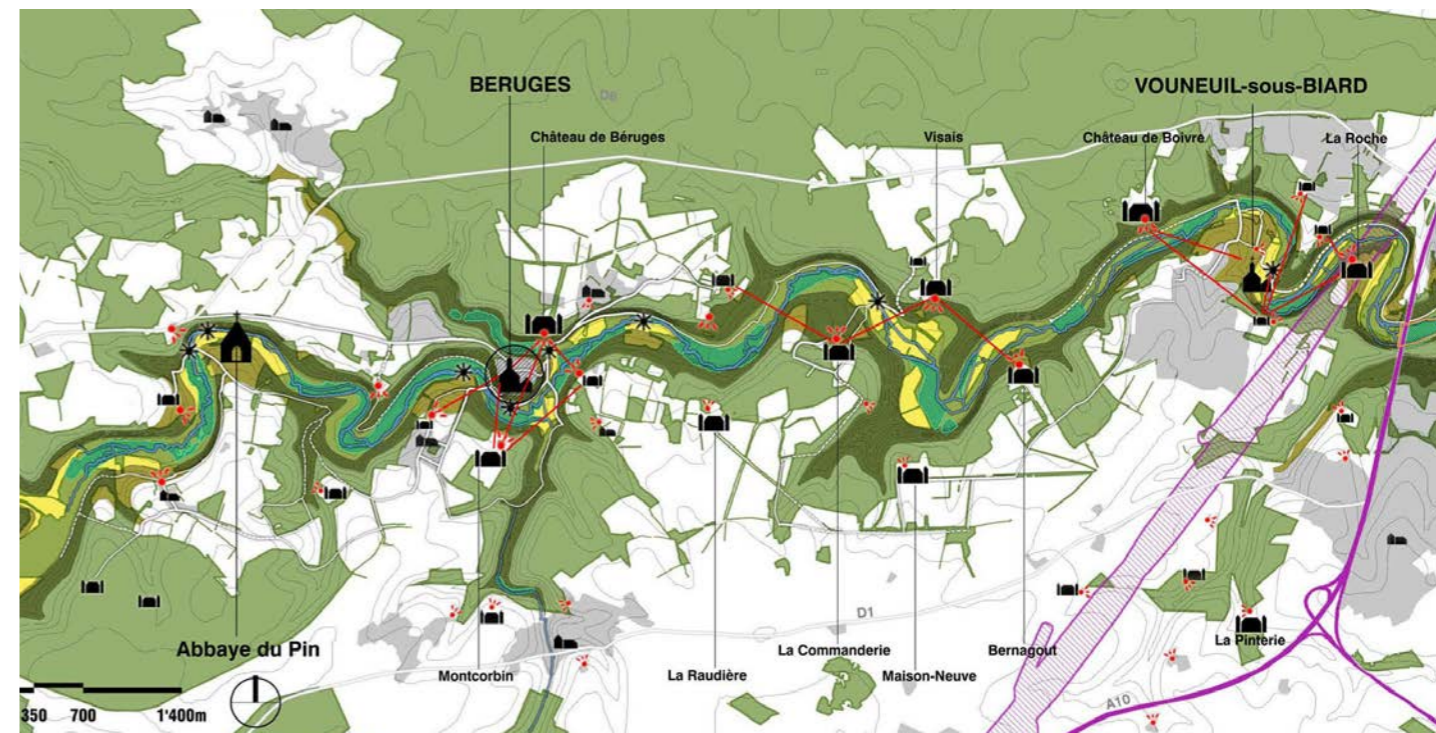 BERUGES
VOUNEUIL-sous-BIARD
D6
Château de Béruges
Visais
Château de Boivre
La Roche
Abbaye du Pin
Montcorbin
La Raudière
La Commanderie
Maison-Neuve
Bernagout
La Pinterie
D1
A10
350 700 1'400m